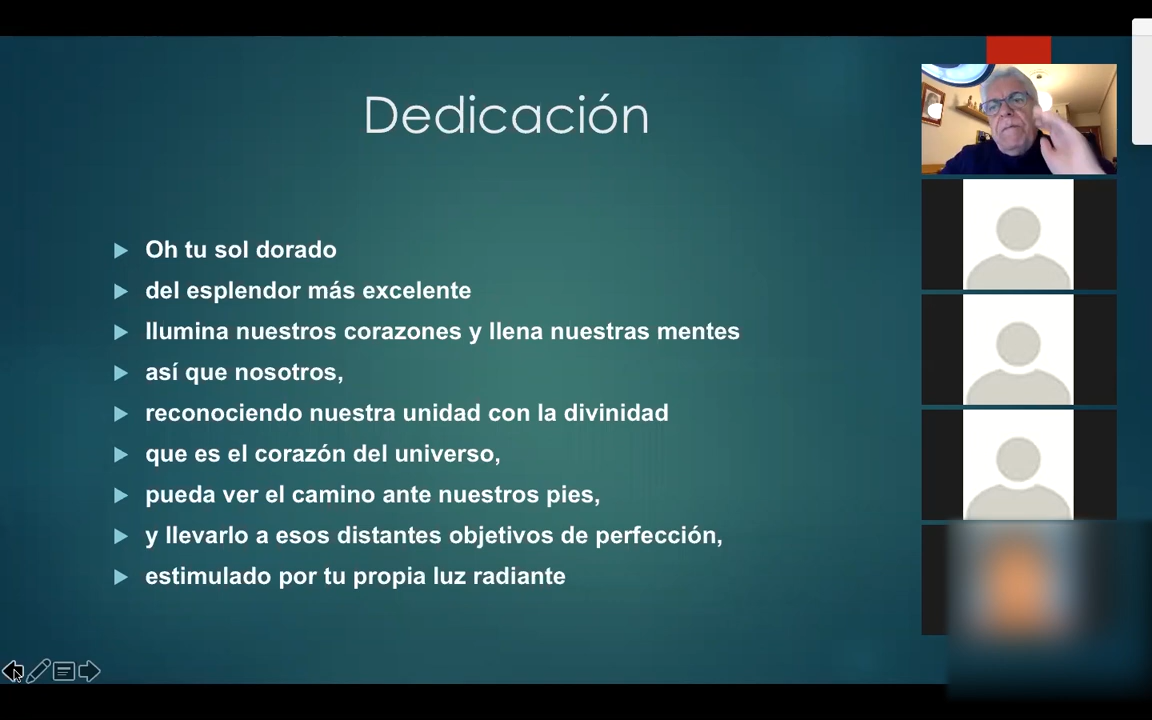 Dedicación
Oh tu sol dorado
del esplendor más excelente
Ilumina nuestros corazones y llena nuestras mentes
así que nosotros,
reconociendo nuestra unidad con la divinidad
que es el corazón del universo,
pueda ver el camino ante nuestros pies,
y llevarlo a esos distantes objetivos de perfección,
estimulado por tu propia luz radiante